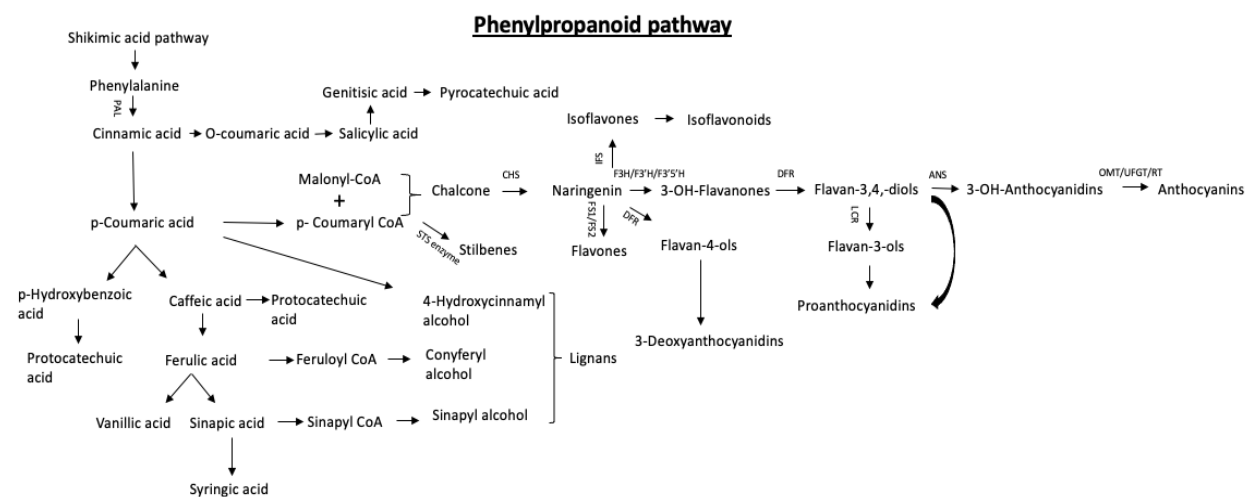 Phenylpropanoid pathway
Shikimic acid pathway
Phenylalanine
PAL
Genitisic acid
Pyrocatechuic acid
Cinnamic acid
O-coumaric acid
Salicylic acid
Isoflavones
Isoflavonoids
IfS
Malonyl-CoA
+
p- Coumaryl CoA
Chalcone
CHS
Naringenin
F3H/F3'H/F3'5'H
3-OH-Flavanones
DFR
Flavan-3,4,-diols
ANS
3-OH-Anthocyanidins
OMT/UFGT/RT
Anthocyanins
p-Coumaric acid
STS enzyme
Stilbenes
FS1/FS2
Flavones
DFR
Flavan-4-ols
LCR
Flavan-3-ols
p-Hydroxybenzoic
acid
Caffeic acid
Protocatechuic
acid
4-Hydroxycinnamyl
alcohol
Proanthocyanidins
3-Deoxyanthocyanidins
Protocatechuic
acid
Ferulic acid
Feruloyl CoA
Conyferyl
alcohol
Lignans
Vanillic acid
Sinapic acid
Sinapyl CoA
Sinapyl alcohol
Syringic acid